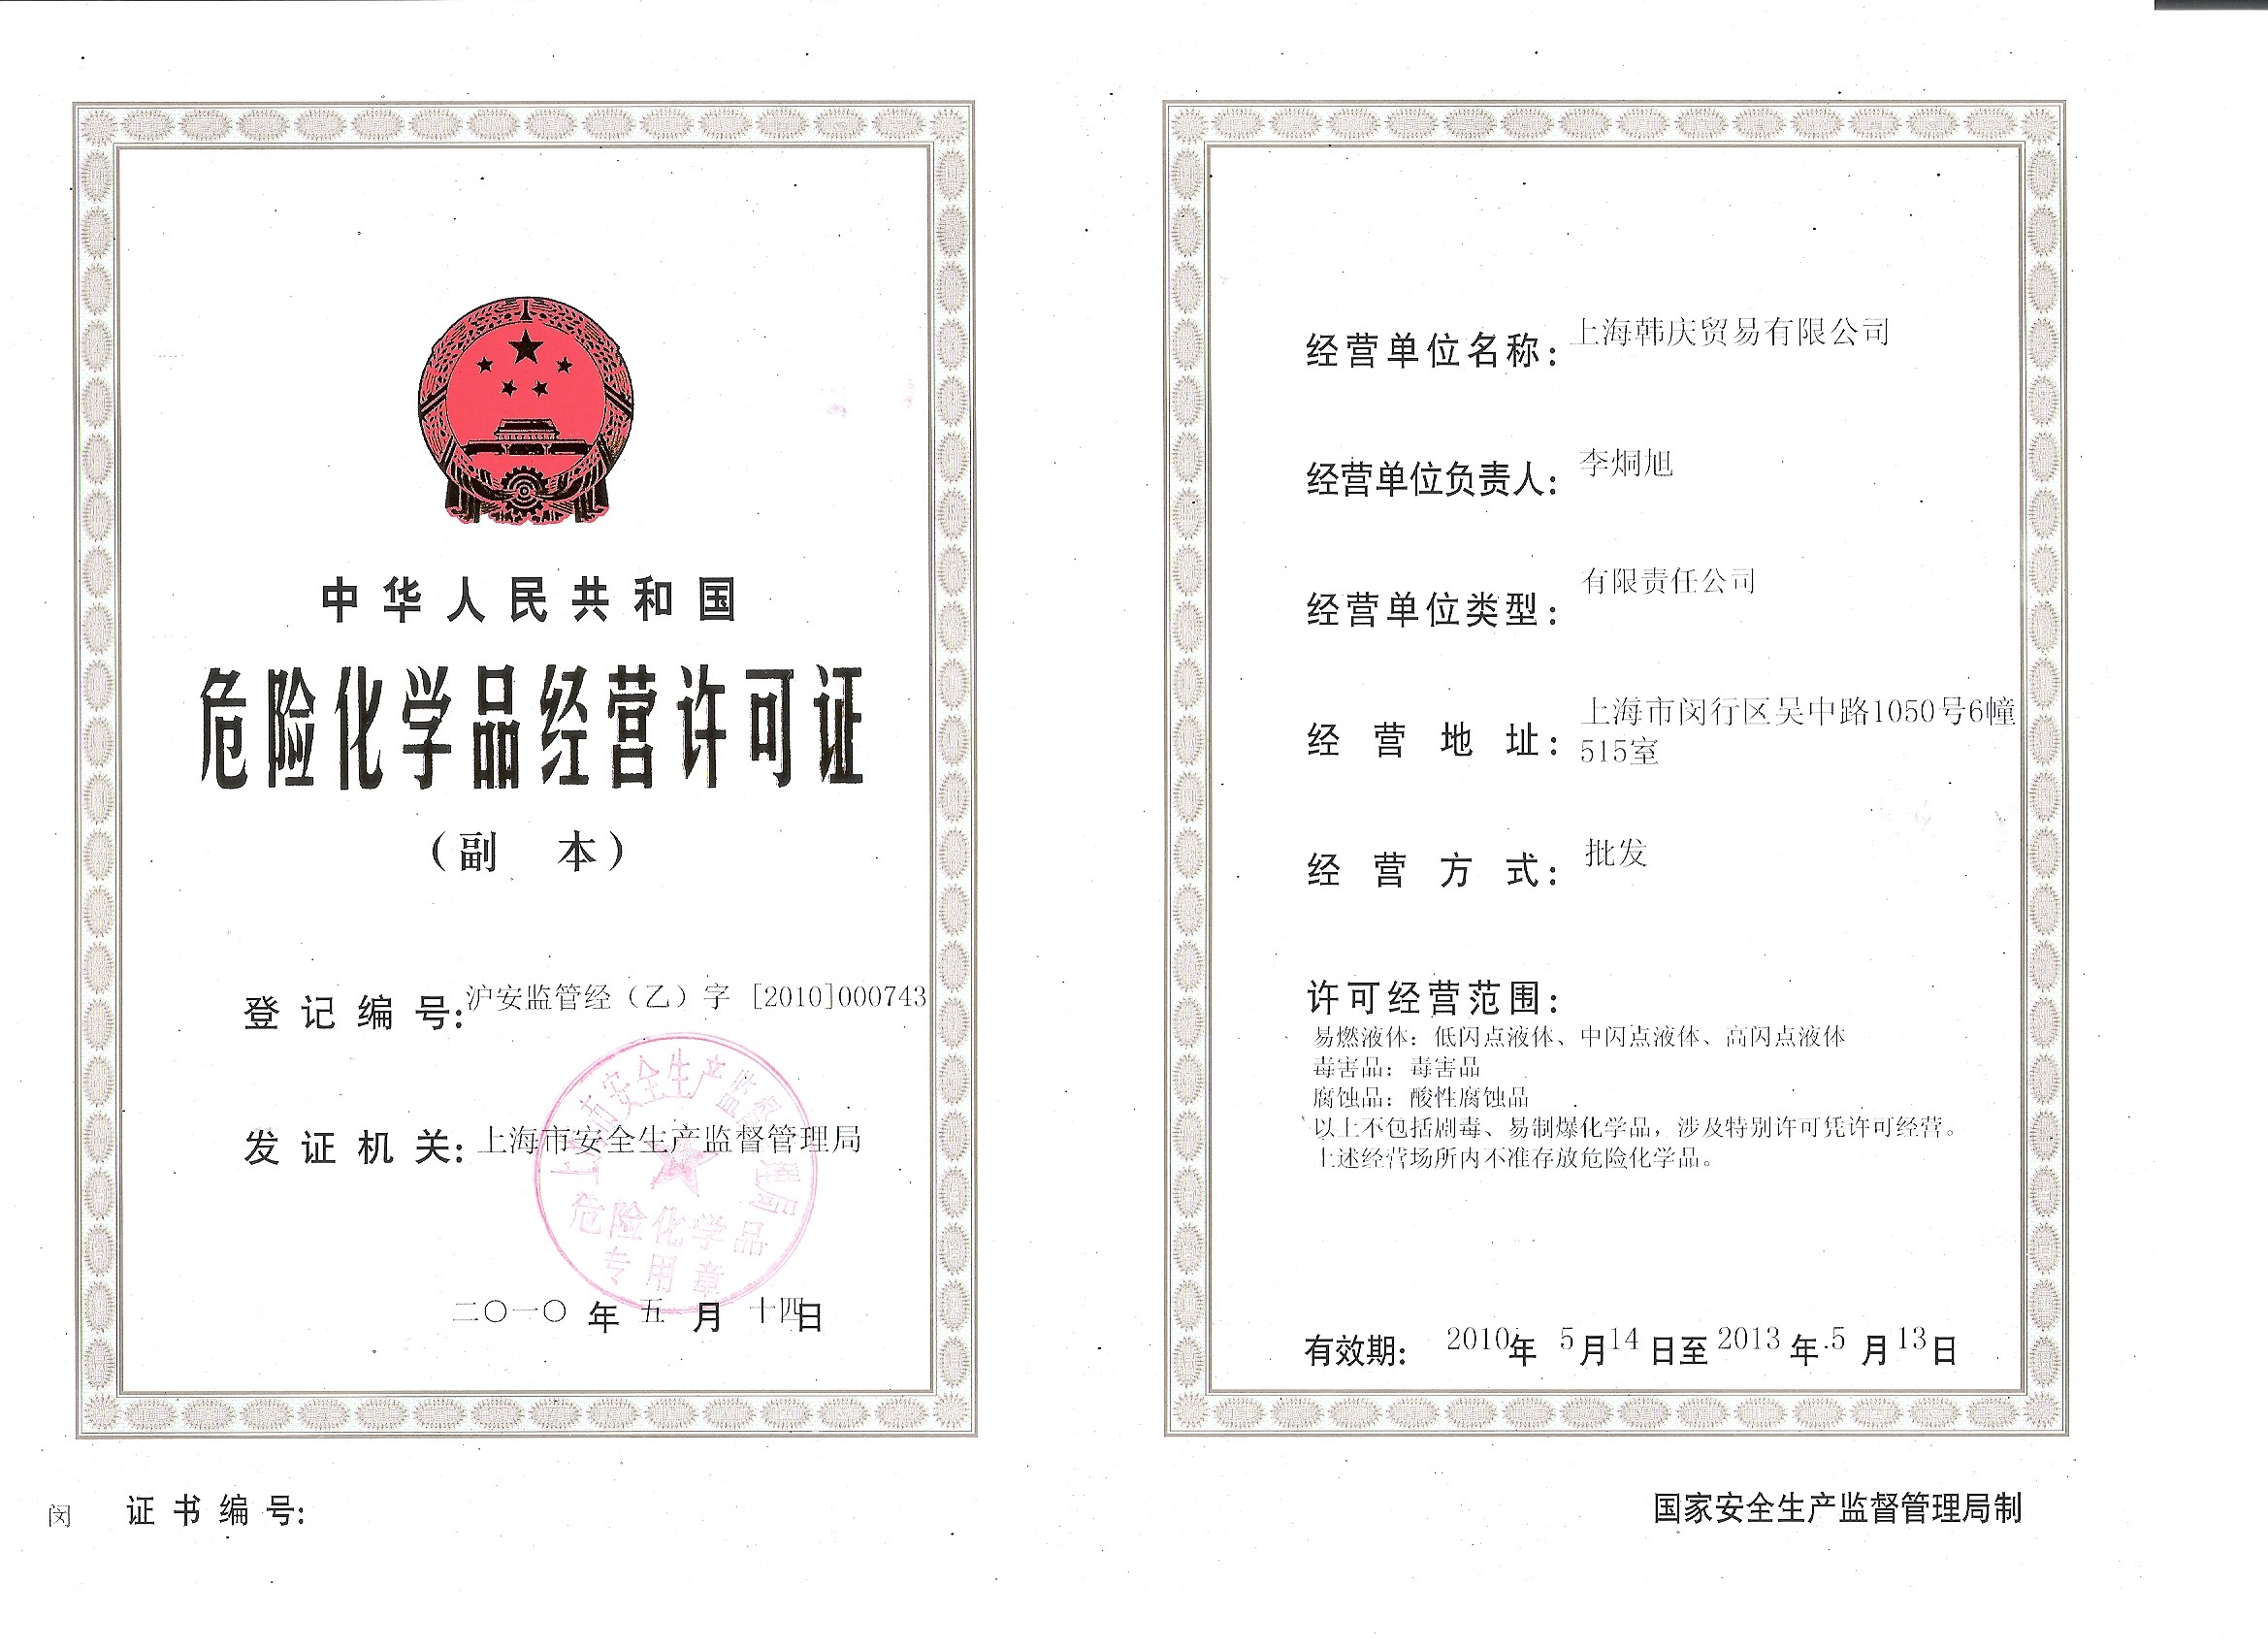 中华人民共和国
危险化学品经营许可证
（副 本）
登记编号：沪安监管经（乙）字 [2010]000743
发证机关：上海市安全生产监督管理局
上海市安全生产监督管理局
危险化学品
专用章
二〇一〇年五月十四日
闵 证书编号：
经营单位名称：上海韩庆贸易有限公司
经营单位负责人：李炯旭
经营单位类型：有限责任公司
经营地址：上海市闵行区吴中路1050号6幢
515室
经营方式：批发
许可经营范围：
易燃液体：低闪点液体、中闪点液体、高闪点液体
毒害品：毒害品
腐蚀品：酸性腐蚀品
以上不包括剧毒、易制爆化学品，涉及特别许可凭许可经营。
上述经营场所内不准存放危险化学品。
有效期：2010年5月14日至2013年5月13日
国家安全生产监督管理局制